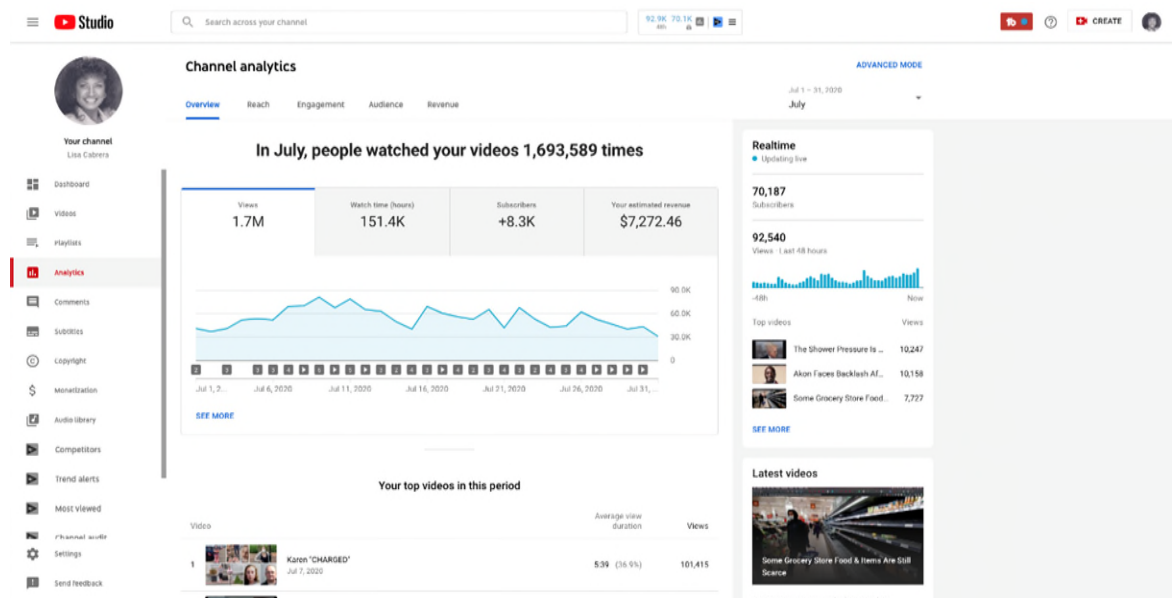 Studio
Search across your channel
92.9K 70.1K
48h
CREATE
Your channel
Lisa Cabrera
Dashboard
Videos
Playlists
Analytics
Comments
Subtitles
Copyright
Monetization
Audio library
Competitors
Trend alerts
Most viewed
Channel audit
Settings
Send feedback
Channel analytics
ADVANCED MODE
Overview
Reach
Engagement
Audience
Revenue
Jul 1 – 31, 2020
July
In July, people watched your videos 1,693,589 times
Views
1.7M
Watch time (hours)
151.4K
Subscribers
+8.3K
Your estimated revenue
$7,272.46
90.0K
60.0K
30.0K
0
Jul 1, 2...
Jul 6, 2020
Jul 11, 2020
Jul 16, 2020
Jul 21, 2020
Jul 26, 2020
Jul 31, ...
SEE MORE
Your top videos in this period
Video
Average view
duration
Views
1
Karen "CHARGED"
Jul 7, 2020
5:39 (36.9%)
101,415
Realtime
Updating live
70,187
Subscribers
92,540
Views · Last 48 hours
-48h
Now
Top videos
Views
The Shower Pressure Is ...
10,247
Akon Faces Backlash Af...
10,158
Some Grocery Store Food...
7,727
SEE MORE
Latest videos
Some Grocery Store Food & Items Are Still
Scarce